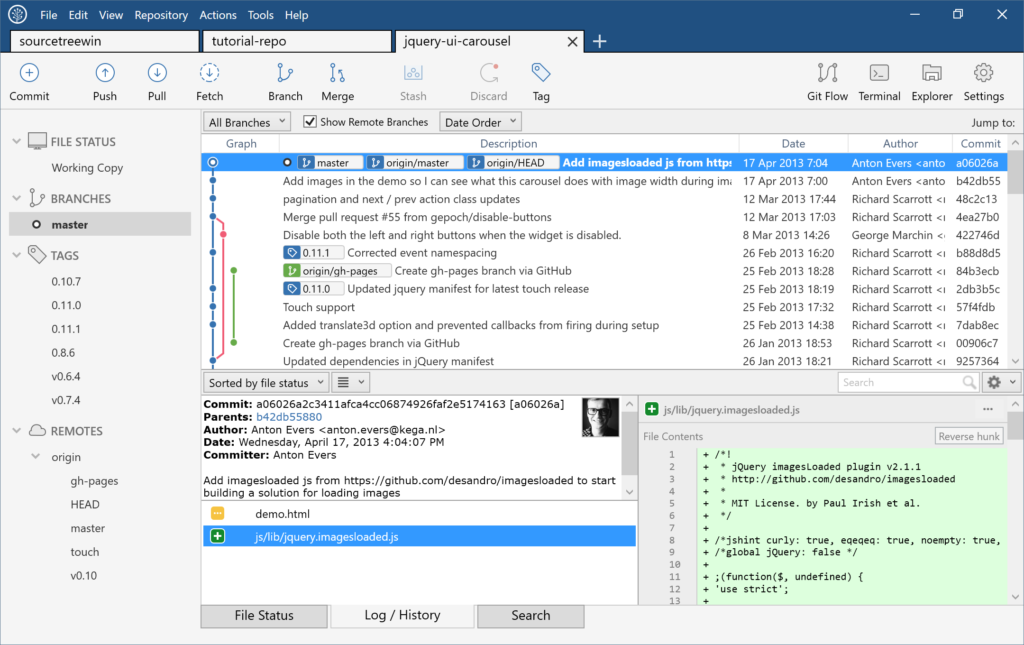 File Edit View Repository Actions Tools Help
sourcetreewin tutorial-repo jquery-ui-carousel
Commit Push Pull Fetch Branch Merge Stash Discard Tag Git Flow Terminal Explorer Settings
All Branches Show Remote Branches Date Order Jump to:
FILE STATUS
Working Copy
BRANCHES
master
TAGS
0.10.7
0.11.0
0.11.1
0.8.6
v0.6.4
v0.7.4
REMOTES
origin
gh-pages
HEAD
master
touch
v0.10
Graph Description Date Author Commit
master origin/master origin/HEAD Add imagesloaded js from https 17 Apr 2013 7:04 Anton Evers <anto a06026a
Add images in the demo so I can see what this carousel does with image width during ima 17 Apr 2013 7:00 Anton Evers <anto b42db55
pagination and next / prev action class updates 12 Mar 2013 17:44 Richard Scarrott < 48c2c13
Merge pull request #55 from gepoch/disable-buttons 12 Mar 2013 17:03 Richard Scarrott < 4ea27b0
Disable both the left and right buttons when the widget is disabled. 8 Mar 2013 14:26 George Marchin < 422746d
0.11.1 Corrected event namespacing 26 Feb 2013 16:20 Richard Scarrott < b88d8d5
origin/gh-pages Create gh-pages branch via GitHub 25 Feb 2013 18:28 Richard Scarrott < 84b3ecb
0.11.0 Updated jquery manifest for latest touch release 25 Feb 2013 18:19 Richard Scarrott < 2db3b5c
Touch support 25 Feb 2013 17:32 Richard Scarrott < 57f4fdb
Added translate3d option and prevented callbacks from firing during setup 25 Feb 2013 14:38 Richard Scarrott < 7dab8ec
Create gh-pages branch via GitHub 26 Jan 2013 18:53 Richard Scarrott < 00906c7
Updated dependencies in jQuery manifest 26 Jan 2013 18:21 Richard Scarrott < 9257364
Sorted by file status Search
Commit: a06026a2c3411afca4cc06874926faf2e5174163 [a06026a]
Parents: b42db55880
Author: Anton Evers <anton.evers@kega.nl>
Date: Wednesday, April 17, 2013 4:04:07 PM
Committer: Anton Evers
Add imagesloaded js from https://github.com/desandro/imagesloaded to start
building a solution for loading images
demo.html
js/lib/jquery.imagesloaded.js
js/lib/jquery.imagesloaded.js
File Contents Reverse hunk
1 + /*!
2 + * jQuery imagesLoaded plugin v2.1.1
3 + * http://github.com/desandro/imagesloaded
4 + *
5 + * MIT License. by Paul Irish et al.
6 + */
7 +
8 + /*jshint curly: true, eqeqeq: true, noempty: true,
9 + /*global jQuery: false */
10 +
11 + ;(function($, undefined) {
12 + 'use strict';
13 +
File Status Log / History Search